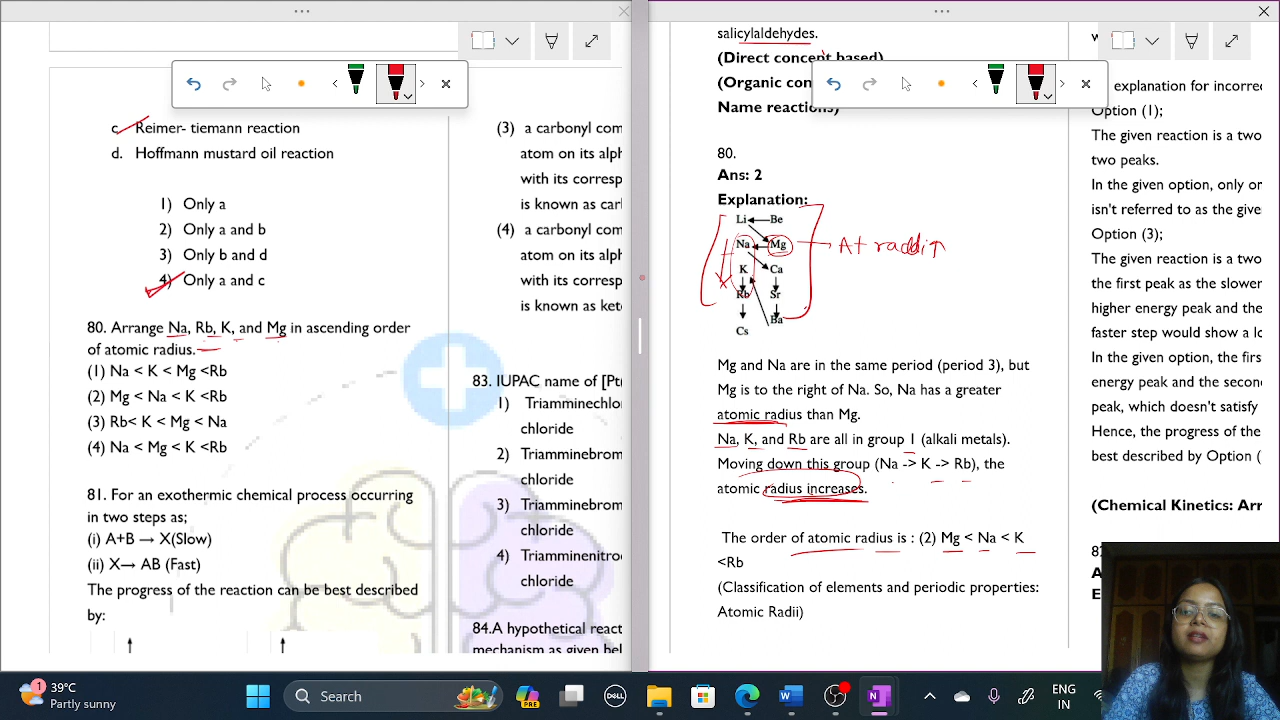 c. Reimer- tiemann reaction
d. Hoffmann mustard oil reaction
1) Only a
2) Only a and b
3) Only b and d
4) Only a and c
80. Arrange Na, Rb, K, and Mg in ascending order
of atomic radius.
(1) Na < K < Mg <Rb
(2) Mg < Na < K <Rb
(3) Rb< K < Mg < Na
(4) Na < Mg < K <Rb
81. For an exothermic chemical process occurring
in two steps as;
(i) A+B → X(Slow)
(ii) X→ AB (Fast)
The progress of the reaction can be best described
by:
(3) a carbonyl com
atom on its alph
with its corresp
is known as carl
(4) a carbonyl com
atom on its alph
with its corresp
is known as ket
83. IUPAC name of [Pt(
1) Triamminechlor
chloride
2) Triamminebrom
chloride
3) Triamminebrom
chloride
4) Triamminenitro
chloride
84.A hypothetical react
mechanism as given bel
salicylaldehydes.
(Direct concept based)
(Organic con
Name reactions)
80.
Ans: 2
Explanation:
Li Be
Na Mg
K Ca
Rb Sr
Cs Ba
At radi
Mg and Na are in the same period (period 3), but
Mg is to the right of Na. So, Na has a greater
atomic radius than Mg.
Na, K, and Rb are all in group 1 (alkali metals).
Moving down this group (Na -> K -> Rb), the
atomic radius increases.
The order of atomic radius is : (2) Mg < Na < K
<Rb
(Classification of elements and periodic properties:
Atomic Radii)
explanation for incorrec
Option (1);
The given reaction is a two
two peaks.
In the given option, only or
isn't referred to as the give
Option (3);
The given reaction is a two
the first peak as the slower
higher energy peak and the
faster step would show a lo
In the given option, the first
energy peak and the secon
peak, which doesn't satisfy
Hence, the progress of the
best described by Option (
(Chemical Kinetics: Arr
1
39°C
Partly sunny
Search
PRE
DELL
ENG
IN